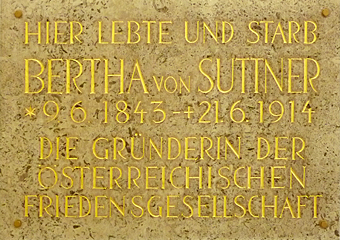 HIER LEBTE UND STARB
BERTHA VON SUTTNER
*9.6.1843-+21.6.1914
DIE GRÜNDERIN DER
ÖSTERREICHISCHEN
FRIEDENSGESELLSCHAFT